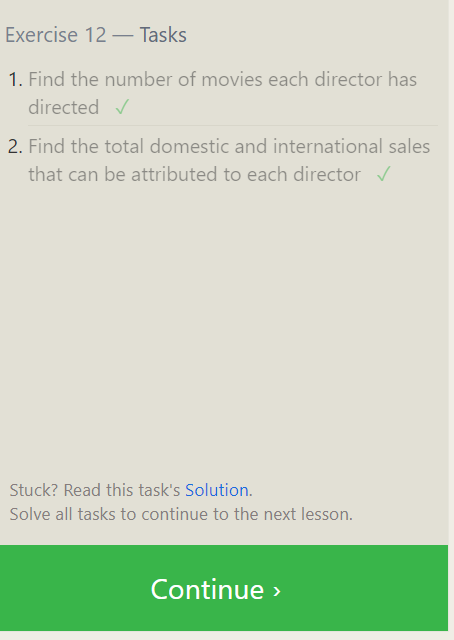 Exercise 12 — Tasks
1. Find the number of movies each director has
directed ✓
2. Find the total domestic and international sales
that can be attributed to each director ✓
Stuck? Read this task's Solution.
Solve all tasks to continue to the next lesson.
Continue ›